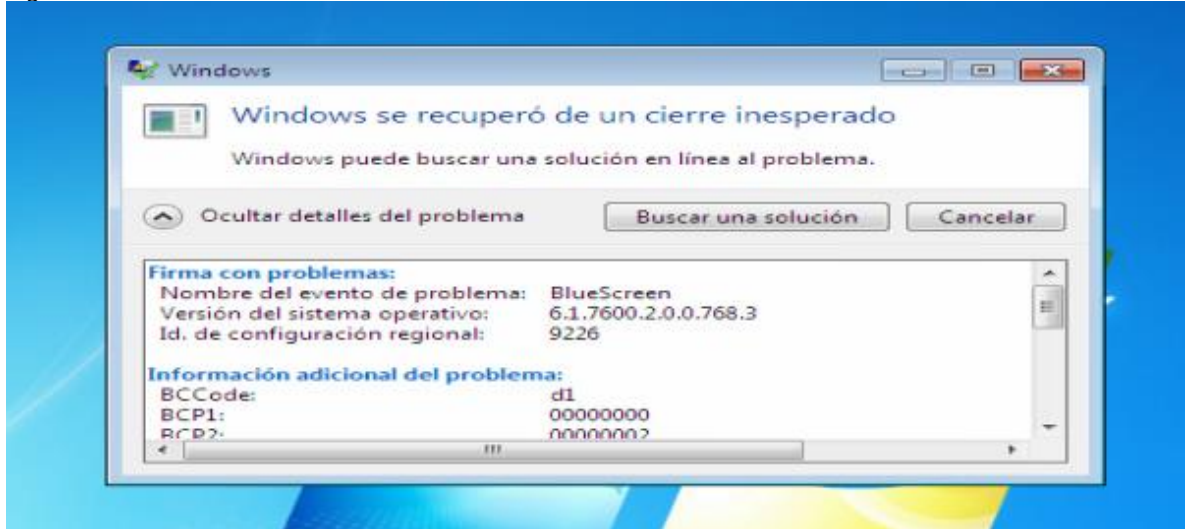 Windows
Windows se recuperó de un cierre inesperado
Windows puede buscar una solución en línea al problema.
Ocultar detalles del problema Buscar una solución Cancelar
Firma con problemas:
Nombre del evento de problema: BlueScreen
Versión del sistema operativo: 6.1.7600.2.0.0.768.3
Id. de configuración regional: 9226
Información adicional del problema:
BCCode: d1
BCP1: 00000000
BCP2: 00000002